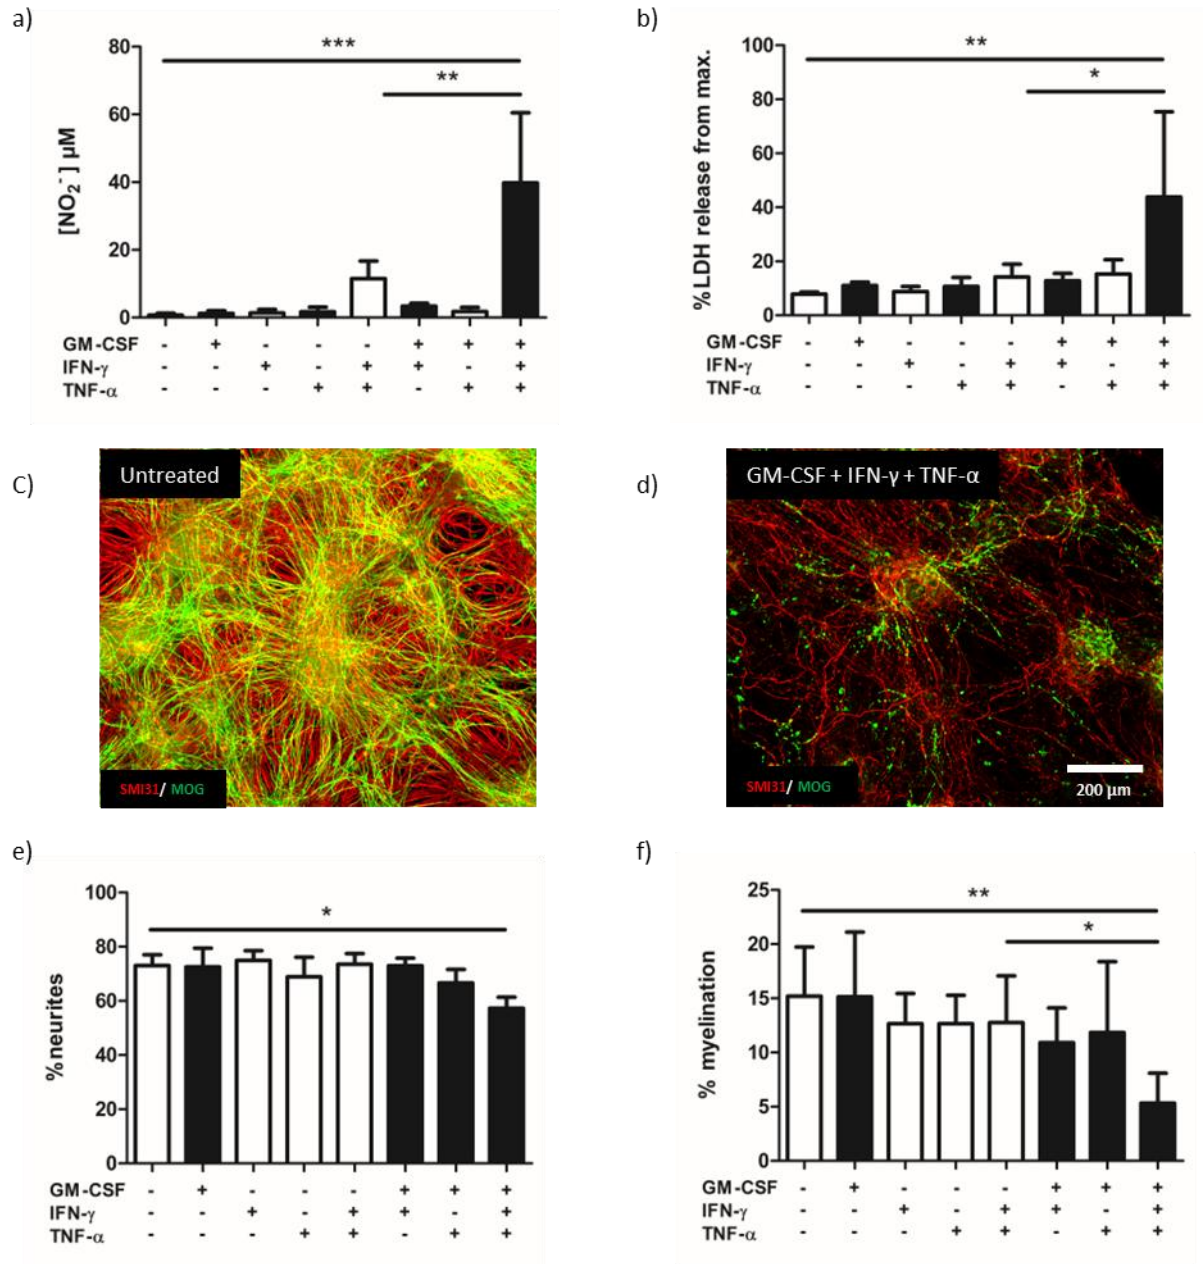 a)
b)
80
60
40
20
0
[NO2-] µM
***
**
GM-CSF - + - - - + + +
IFN-γ - - + - + + - +
TNF-α - - - + + - + +
100
80
60
40
20
0
%LDH release from max.
**
*
GM-CSF - + - - - + + +
IFN-γ - - + - + + - +
TNF-α - - - + + - + +
c)
Untreated
SMI31/ MOG
d)
GM-CSF + IFN-γ + TNF-α
SMI31/ MOG
200 µm
e)
100
80
60
40
20
0
%neurites
*
GM-CSF - + - - - + + +
IFN-γ - - + - + + - +
TNF-α - - - + + - + +
f)
25
20
15
10
5
0
% myelination
**
*
GM-CSF - + - - - + + +
IFN-γ - - + - + + - +
TNF-α - - - + + - + +